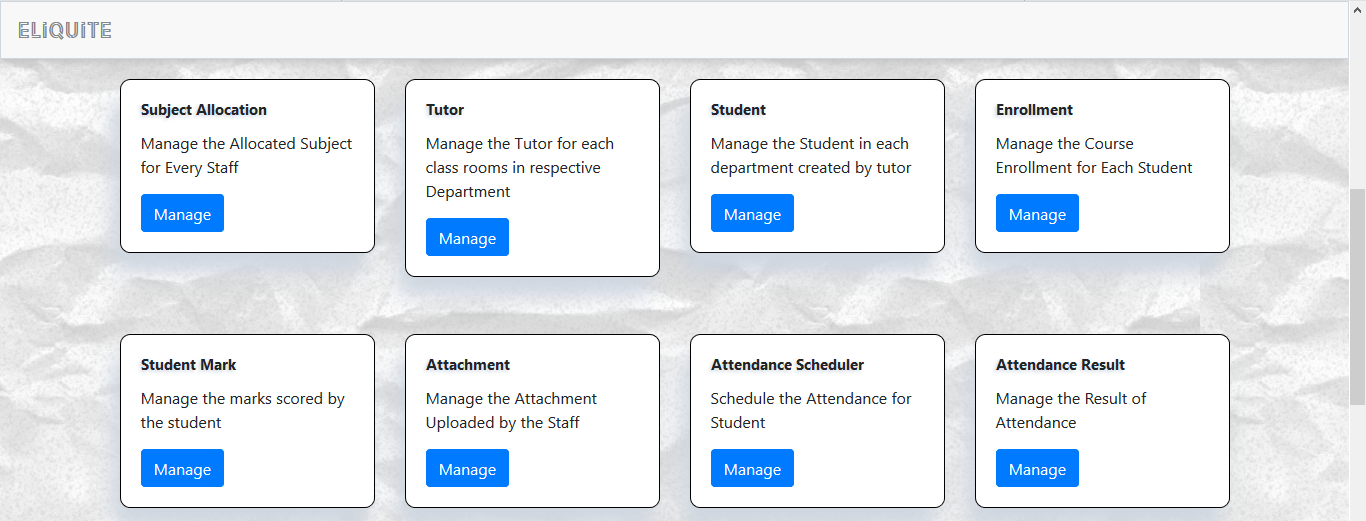 ELiQUiTE
Subject Allocation
Manage the Allocated Subject
for Every Staff
Manage
Tutor
Manage the Tutor for each
class rooms in respective
Department
Manage
Student
Manage the Student in each
department created by tutor
Manage
Enrollment
Manage the Course
Enrollment for Each Student
Manage
Student Mark
Manage the marks scored by
the student
Manage
Attachment
Manage the Attachment
Uploaded by the Staff
Manage
Attendance Scheduler
Schedule the Attendance for
Student
Manage
Attendance Result
Manage the Result of
Attendance
Manage